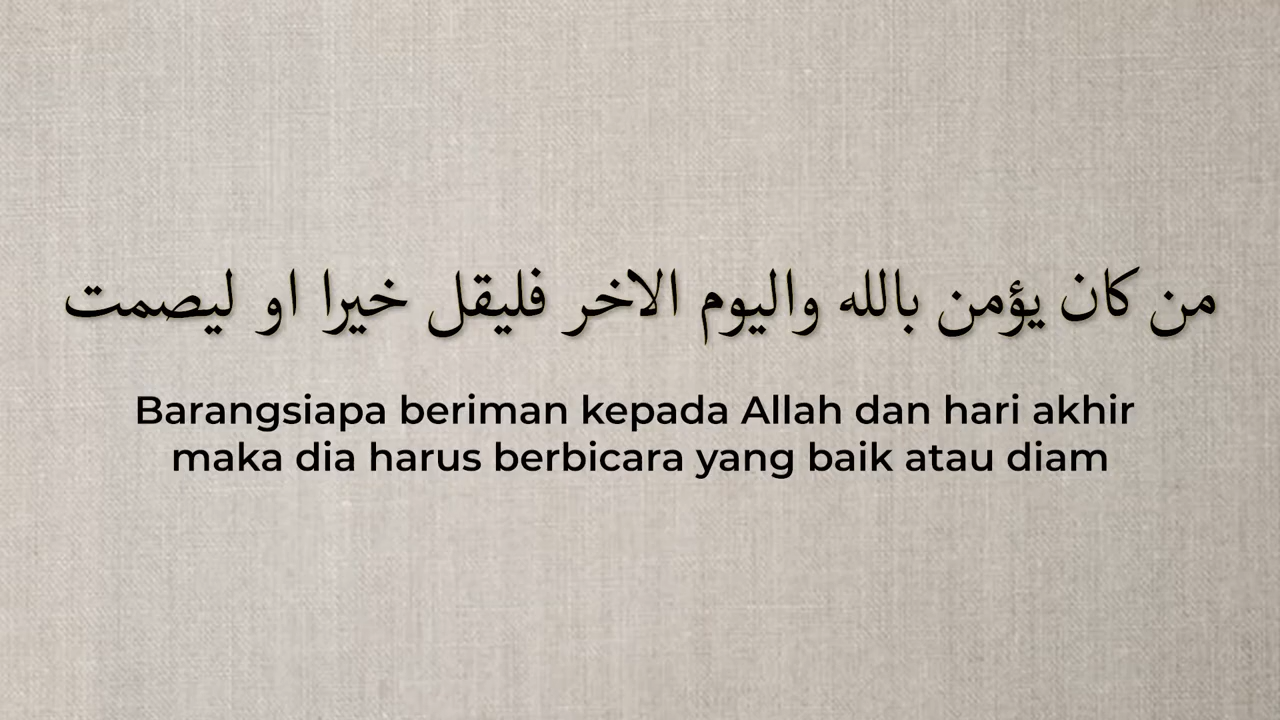 من كان يؤمن بالله واليوم الاخر فليقل خيرا او ليصمت
Barangsiapa beriman kepada Allah dan hari akhir
maka dia harus berbicara yang baik atau diam